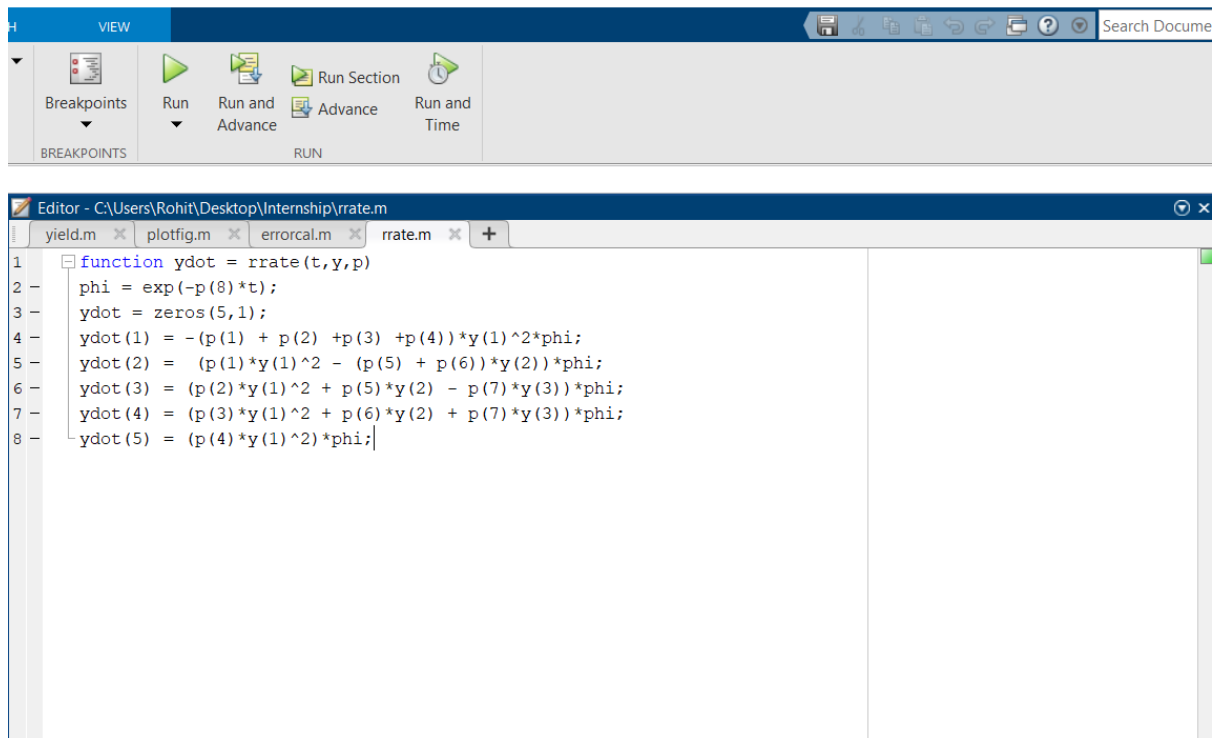 H VIEW Search Docume
Breakpoints Run Run and Advance Run Section Advance Run and Time
BREAKPOINTS RUN
Editor - C:\Users\Rohit\Desktop\Internship\rrate.m
yield.m plotfig.m errorcal.m rrate.m +
1 function ydot = rrate(t,y,p)
2 - phi = exp(-p(8)*t);
3 - ydot = zeros(5,1);
4 - ydot(1) = -(p(1) + p(2) +p(3) +p(4))*y(1)^2*phi;
5 - ydot(2) =  (p(1)*y(1)^2 - (p(5) + p(6))*y(2))*phi;
6 - ydot(3) = (p(2)*y(1)^2 + p(5)*y(2) - p(7)*y(3))*phi;
7 - ydot(4) = (p(3)*y(1)^2 + p(6)*y(2) + p(7)*y(3))*phi;
8 - ydot(5) = (p(4)*y(1)^2)*phi;